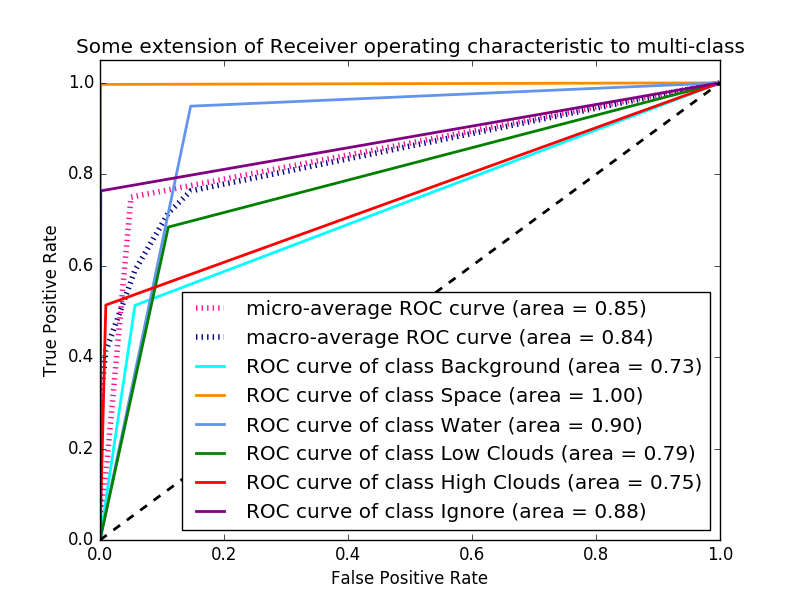 Some extension of Receiver operating characteristic to multi-class
1.0
0.8
0.6
0.4
0.2
0.0
True Positive Rate
micro-average ROC curve (area = 0.85)
macro-average ROC curve (area = 0.84)
ROC curve of class Background (area = 0.73)
ROC curve of class Space (area = 1.00)
ROC curve of class Water (area = 0.90)
ROC curve of class Low Clouds (area = 0.79)
ROC curve of class High Clouds (area = 0.75)
ROC curve of class Ignore (area = 0.88)
0.0 0.2 0.4 0.6 0.8 1.0
False Positive Rate